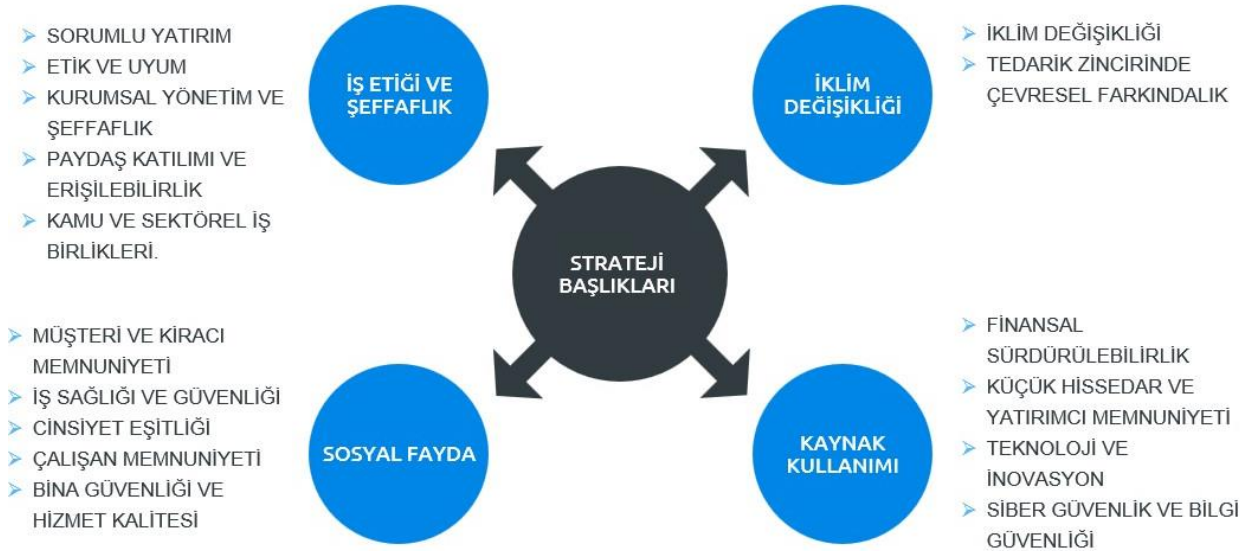 SORUMLU YATIRIM
ETİK VE UYUM
KURUMSAL YÖNETİM VE
ŞEFFAFLIK
PAYDAŞ KATILIMI VE
ERİŞİLEBİLİRLİK
KAMU VE SEKTÖREL İŞ
BİRLİKLERİ.
İŞ ETİĞİ VE
ŞEFFAFLIK
İKLİM
DEĞİŞİKLİĞİ
İKLİM DEĞİŞİKLİĞİ
TEDARİK ZİNCİRİNDE
ÇEVRESEL FARKINDALIK
STRATEJİ
BAŞLIKLARI
MÜŞTERİ VE KİRACI
MEMNUNİYETİ
İŞ SAĞLIĞI VE GÜVENLİĞİ
CİNSİYET EŞİTLİĞİ
ÇALIŞAN MEMNUNİYETİ
BİNA GÜVENLİĞİ VE
HİZMET KALİTESİ
SOSYAL FAYDA
KAYNAK
KULLANIMI
FİNANSAL
SÜRDÜRÜLEBİLİRLİK
KÜÇÜK HİSSEDAR VE
YATIRIMCI MEMNUNİYETİ
TEKNOLOJİ VE
İNOVASYON
SİBER GÜVENLİK VE BİLGİ
GÜVENLİĞİ